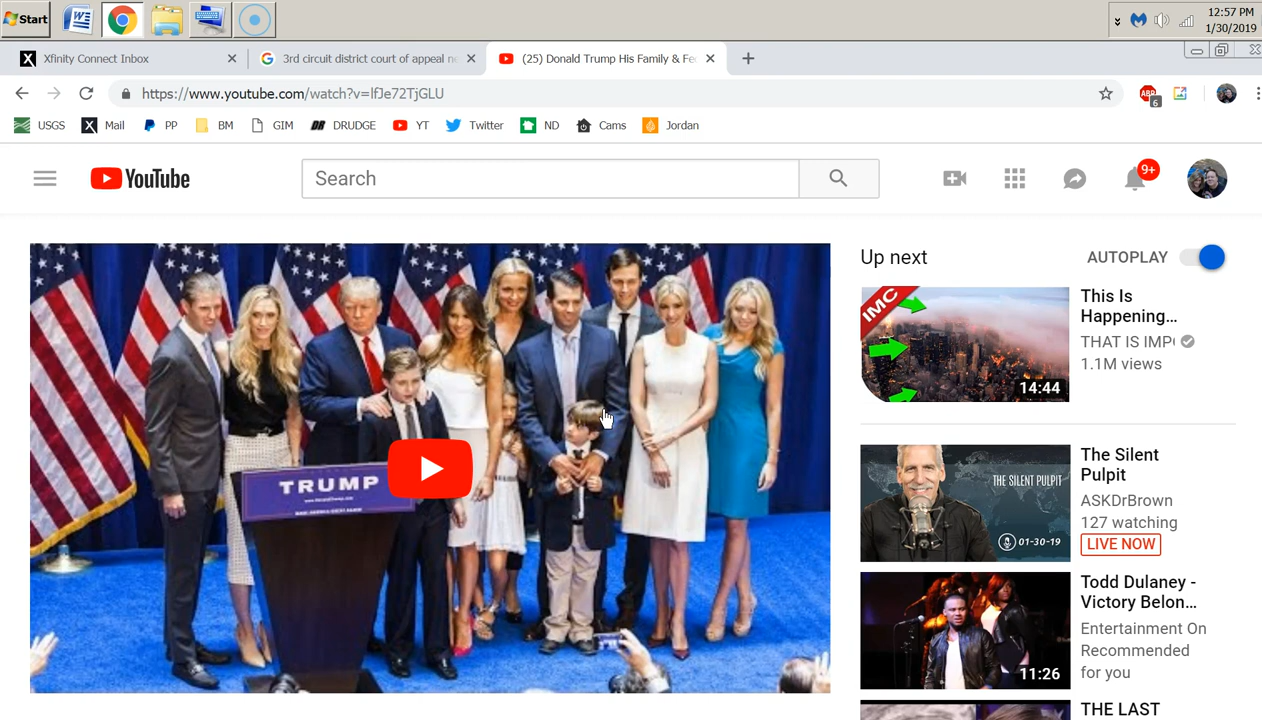 Start
12:57 PM
1/30/2019
Xfinity Connect Inbox
3rd circuit district court of appeal n
(25) Donald Trump His Family & Fe
https://www.youtube.com/watch?v=lfJe72TjGLU
ABP
6
USGS
Mail
PP
BM
GIM
DR
DRUDGE
YT
Twitter
ND
Cams
Jordan
YouTube
Search
9+
TRUMP
Up next
AUTOPLAY
IMC
14:44
This Is
Happening...
THAT IS IMP
1.1M views
THE SILENT
PULPIT
01-30-19
The Silent
Pulpit
ASKDrBrown
127 watching
LIVE NOW
11:26
Todd Dulaney -
Victory Belon...
Entertainment On
Recommended
for you
THE LAST